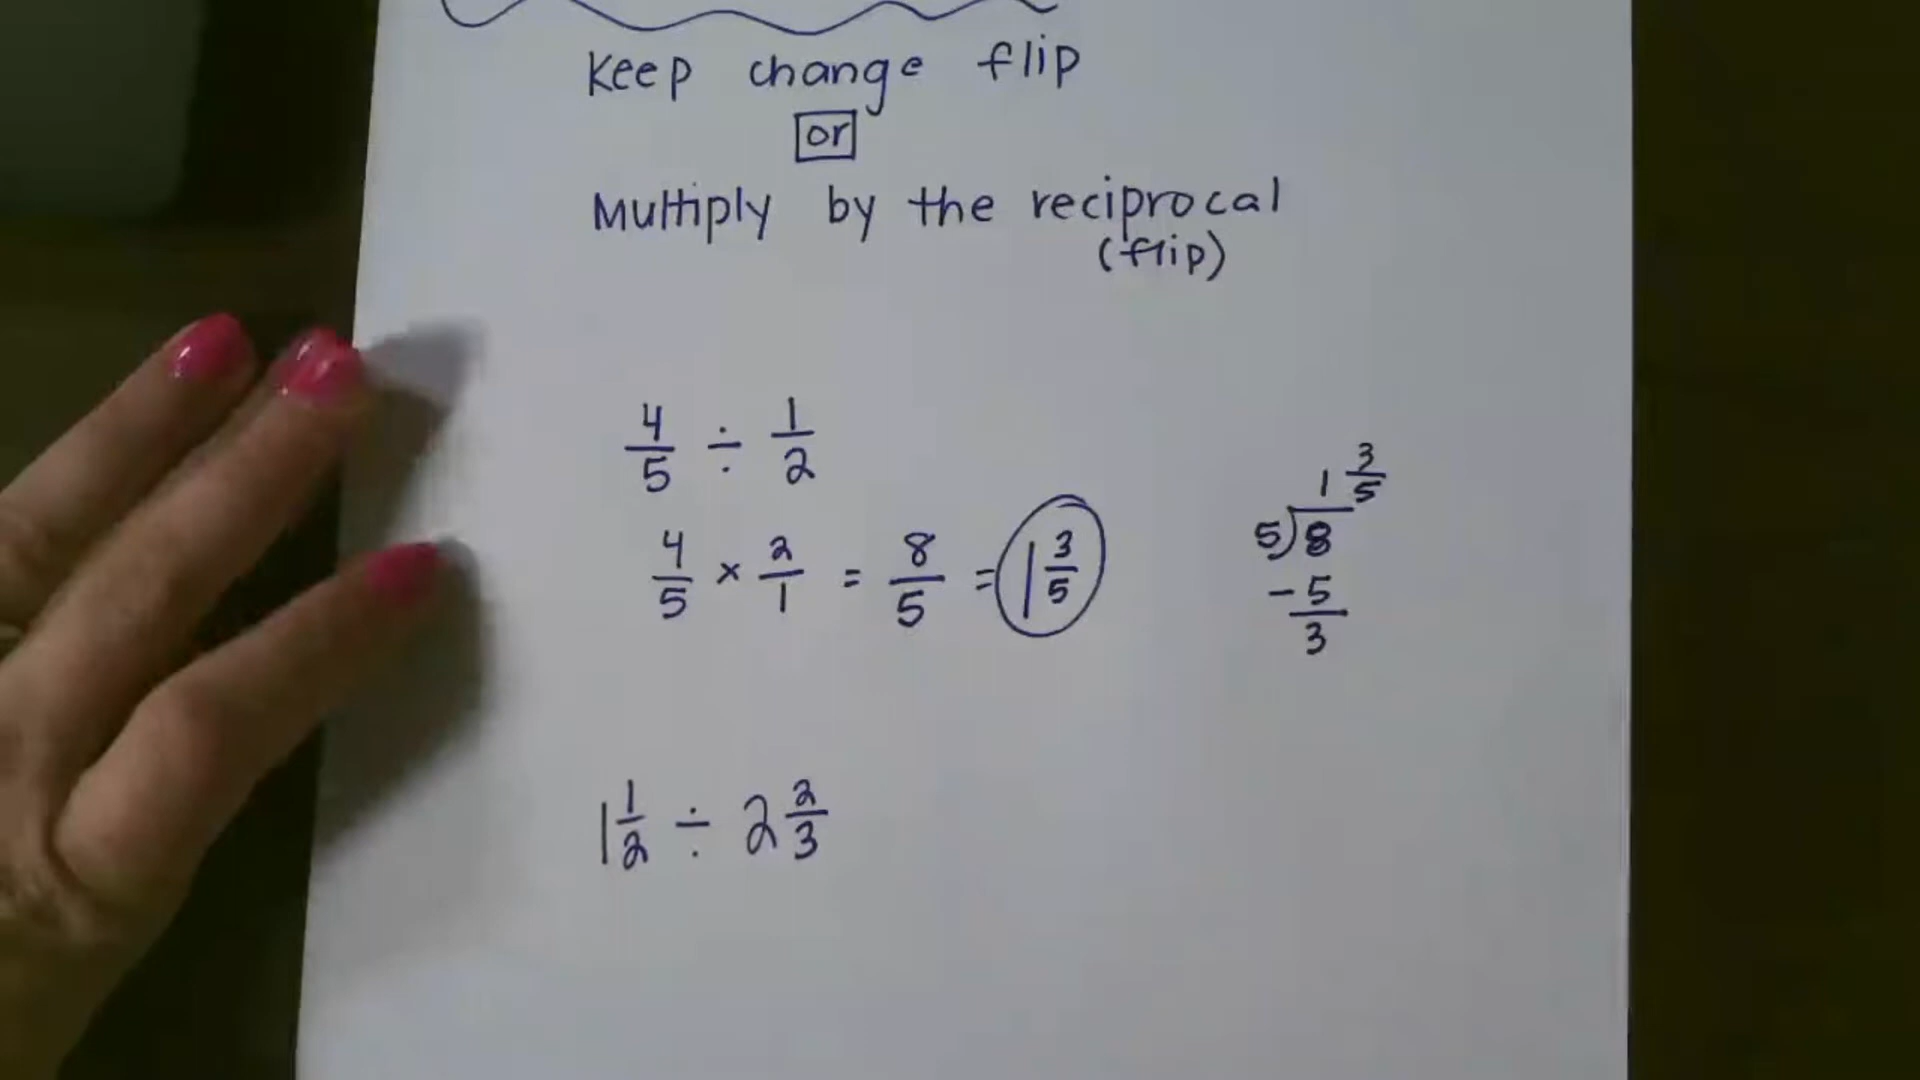 Keep change flip
or
Multiply by the reciprocal
(flip)
4/5 ÷ 1/2
4/5 × 2/1 = 8/5 = 1 3/5
1 3/5
5)8
- 5
3
1 1/2 ÷ 2 2/3